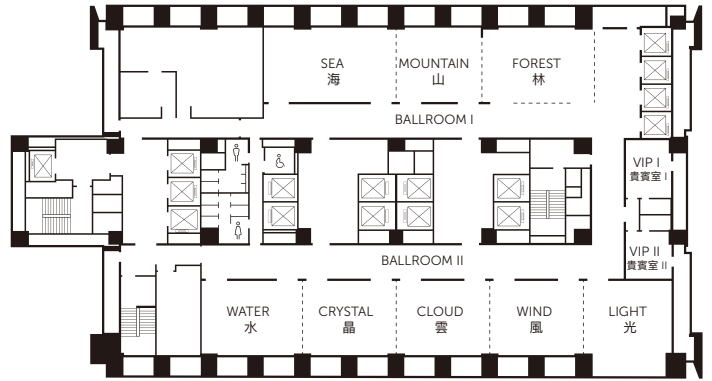 SEA
海
MOUNTAIN
山
FOREST
林
BALLROOM I
VIP I
貴賓室 I
VIP II
貴賓室 II
BALLROOM II
WATER
水
CRYSTAL
晶
CLOUD
雲
WIND
風
LIGHT
光